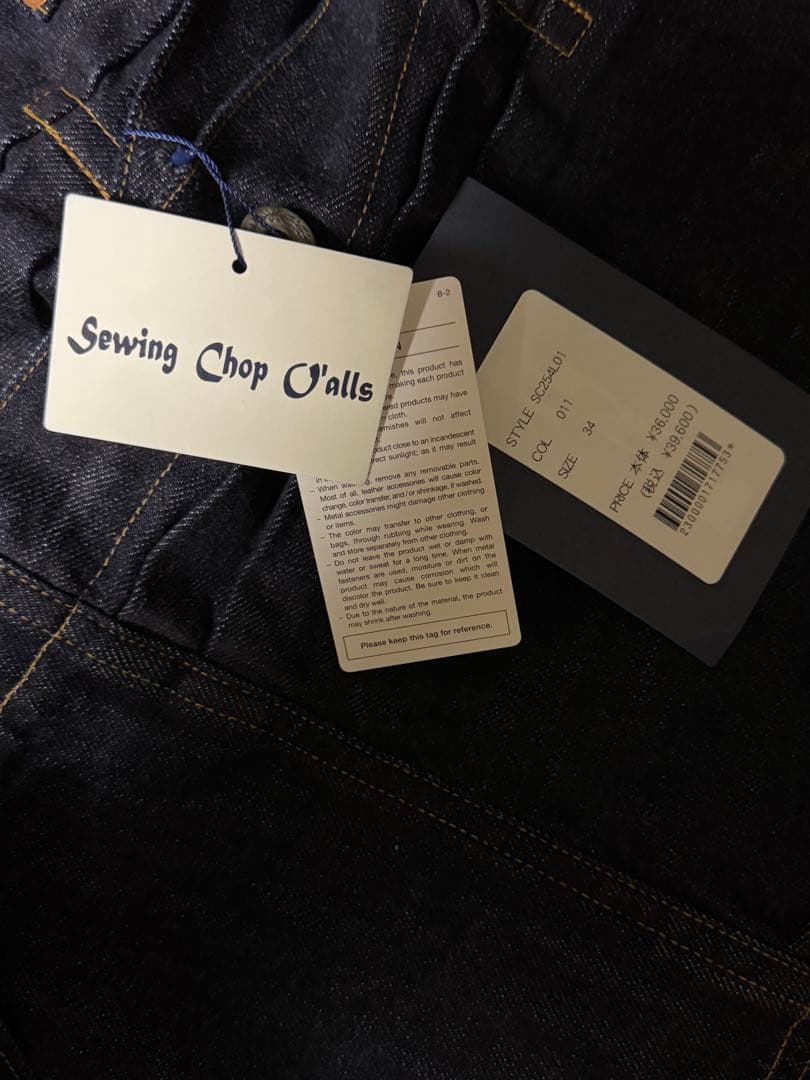 Sewing Chop O'alls
B-2
N
, this product has
making each product
ered products may have
cloth.
emishes will not affect
duct close to an incandescent
rect sunlight; as it may result
in
– When washing, remove any removable parts.
Most of all, leather accessories will cause color
change, color transfer, and / or shrinkage, if washed.
– Metal accessories might damage other clothing
or items.
– The color may transfer to other clothing, or
bags, through rubbing while wearing. Wash
and store separately from other clothing.
– Do not leave the product wet or damp with
water or sweat for a long time. When metal
fasteners are used, moisture or dirt on the
product may cause corrosion which will
discolor the product. Be sure to keep it clean
and dry well.
– Due to the nature of the material, the product
may shrink after washing.
Please keep this tag for reference.
STYLE SC254L01
COL 011
SIZE 34
PRICE 本体 ¥36,000
(税込 ¥39,600)
2300001717753*